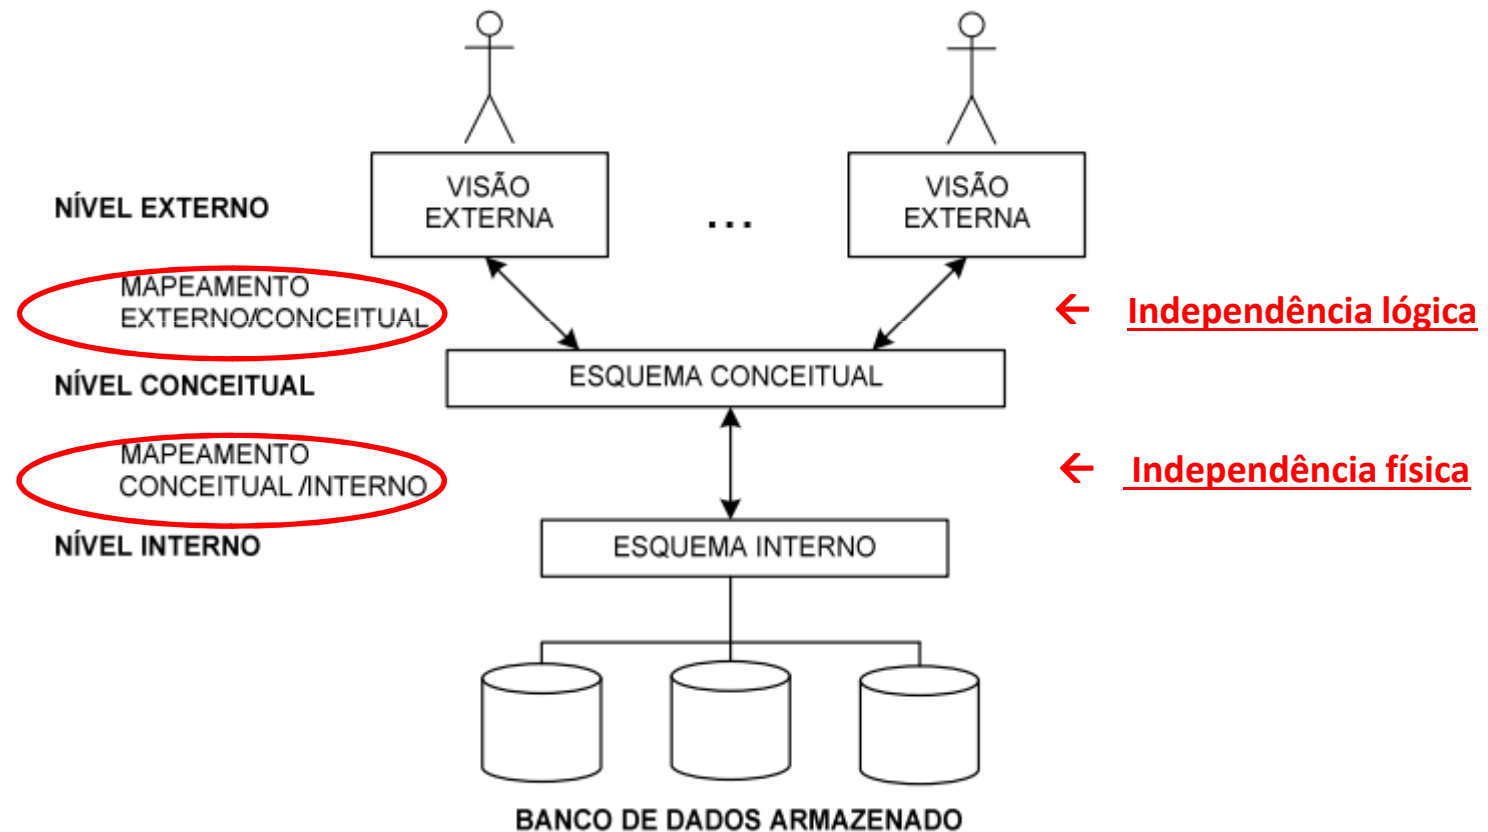 VISÃO
EXTERNA
VISÃO
EXTERNA
NÍVEL EXTERNO
...
MAPEAMENTO
EXTERNO/CONCEITUAL
← Independência lógica
ESQUEMA CONCEITUAL
NÍVEL CONCEITUAL
MAPEAMENTO
CONCEITUAL /INTERNO
← Independência física
NÍVEL INTERNO
ESQUEMA INTERNO
BANCO DE DADOS ARMAZENADO